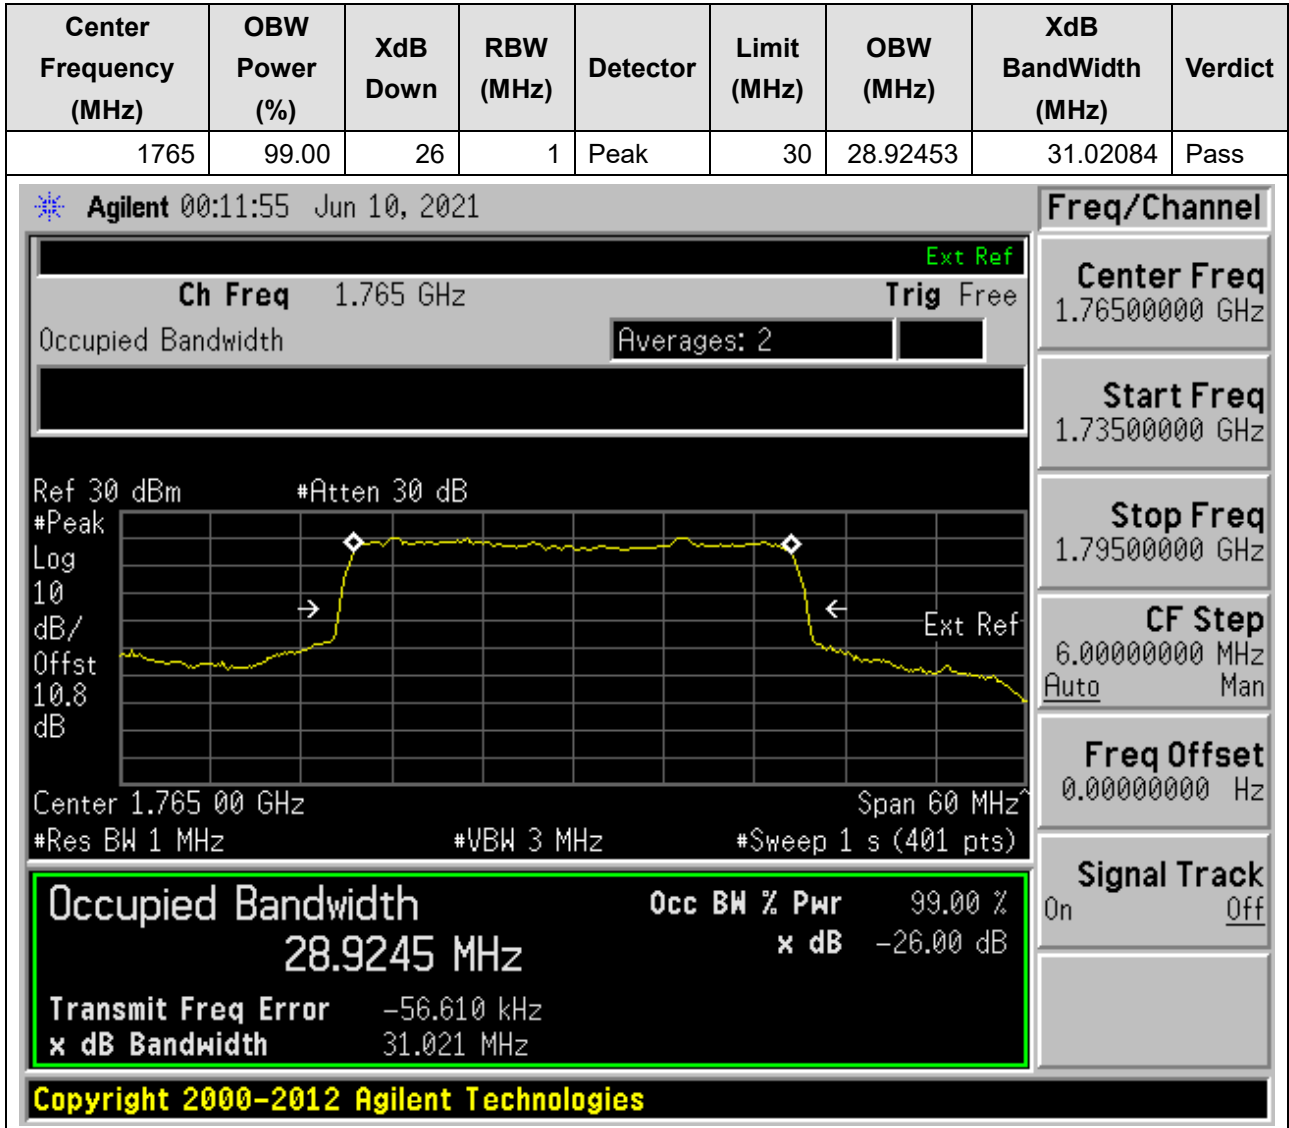 Center Frequency (MHz) OBW Power (%) XdB Down RBW (MHz) Detector Limit (MHz) OBW (MHz) XdB BandWidth (MHz) Verdict
1765 99.00 26 1 Peak 30 28.92453 31.02084 Pass
Agilent 00:11:55 Jun 10, 2021
Ext Ref
Ch Freq 1.765 GHz Trig Free
Occupied Bandwidth Averages: 2
Ref 30 dBm #Atten 30 dB
#Peak
Log
10
dB/
Offst
10.8
dB
Ext Ref
Center 1.765 00 GHz Span 60 MHz^
#Res BW 1 MHz #VBW 3 MHz #Sweep 1 s (401 pts)
Occupied Bandwidth
28.9245 MHz
Occ BW % Pwr 99.00 %
x dB -26.00 dB
Transmit Freq Error -56.610 kHz
x dB Bandwidth 31.021 MHz
Copyright 2000-2012 Agilent Technologies
Freq/Channel
Center Freq
1.76500000 GHz
Start Freq
1.73500000 GHz
Stop Freq
1.79500000 GHz
CF Step
6.00000000 MHz
Auto Man
Freq Offset
0.00000000 Hz
Signal Track
On Off